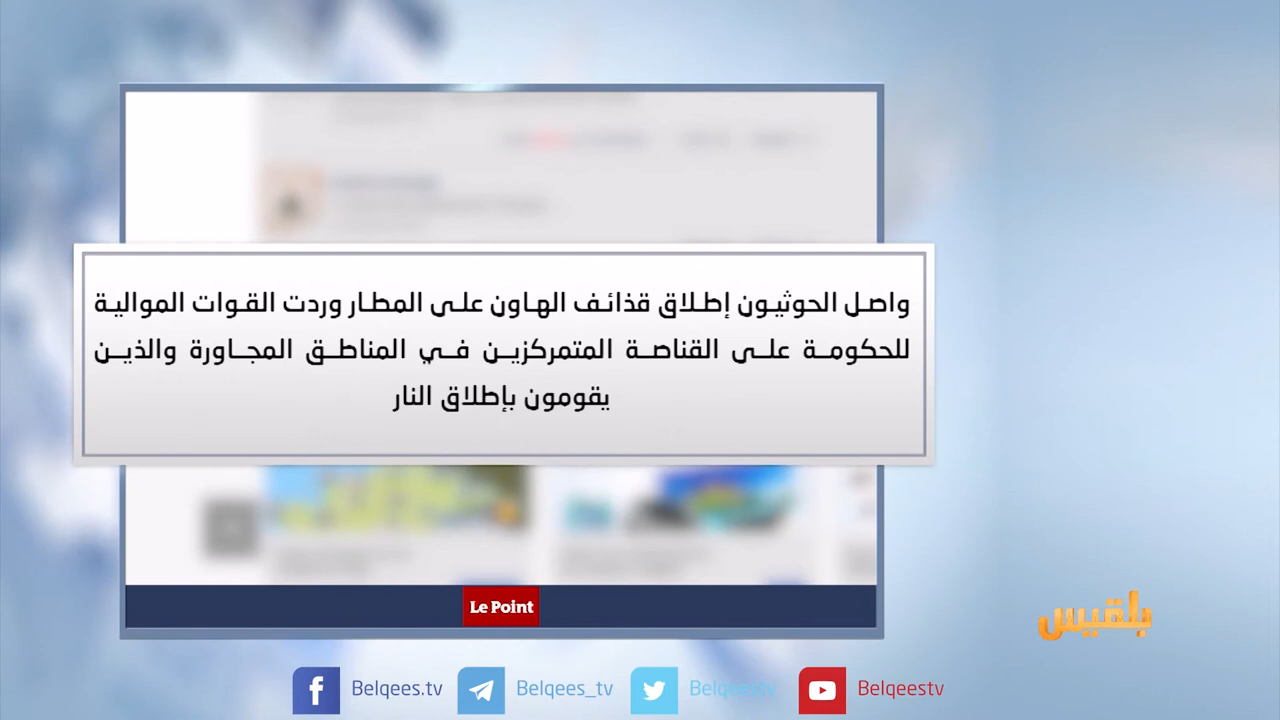 واصل الحوثيون إطلاق قذائف الهاون على المطار وردت القوات الموالية
للحكومة على القناصة المتمركزين في المناطق المجاورة والذين
يقومون بإطلاق النار
Le Point
بلقيس
Belqees.tv
Belqees_tv
Belqeestv
Belqeestv